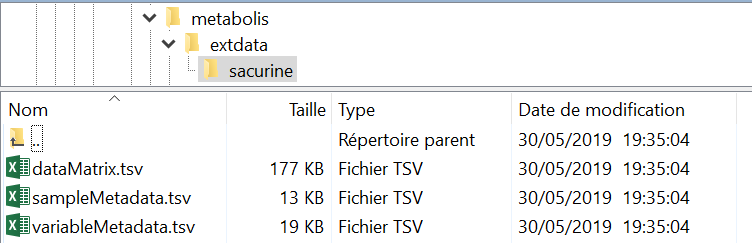 metabolis
extdata
sacurine
Nom Taille Type Date de modification
.. Répertoire parent 30/05/2019 19:35:04
dataMatrix.tsv 177 KB Fichier TSV 30/05/2019 19:35:04
sampleMetadata.tsv 13 KB Fichier TSV 30/05/2019 19:35:04
variableMetadata.tsv 19 KB Fichier TSV 30/05/2019 19:35:04